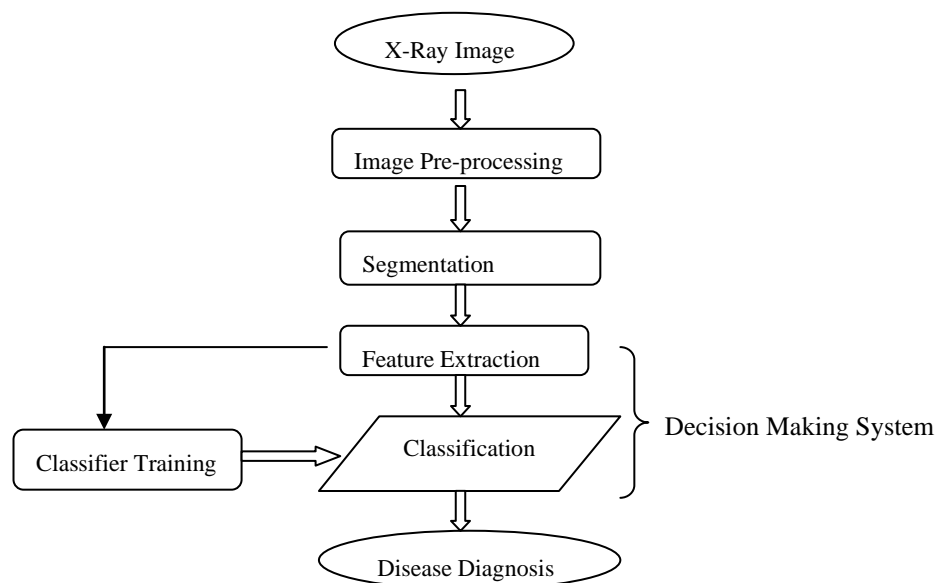 X-Ray Image
Image Pre-processing
Segmentation
Feature Extraction
Decision Making System
Classification
Classifier Training
Disease Diagnosis